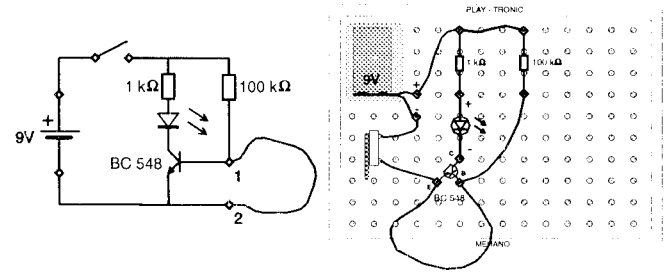 1 kΩ
100 kΩ
+
9V
BC 548
1
2
PLAY - TRONIC
9V
+
-
1 kΩ
100 kΩ
+
-
C
E
B
BC 548
MEHANO